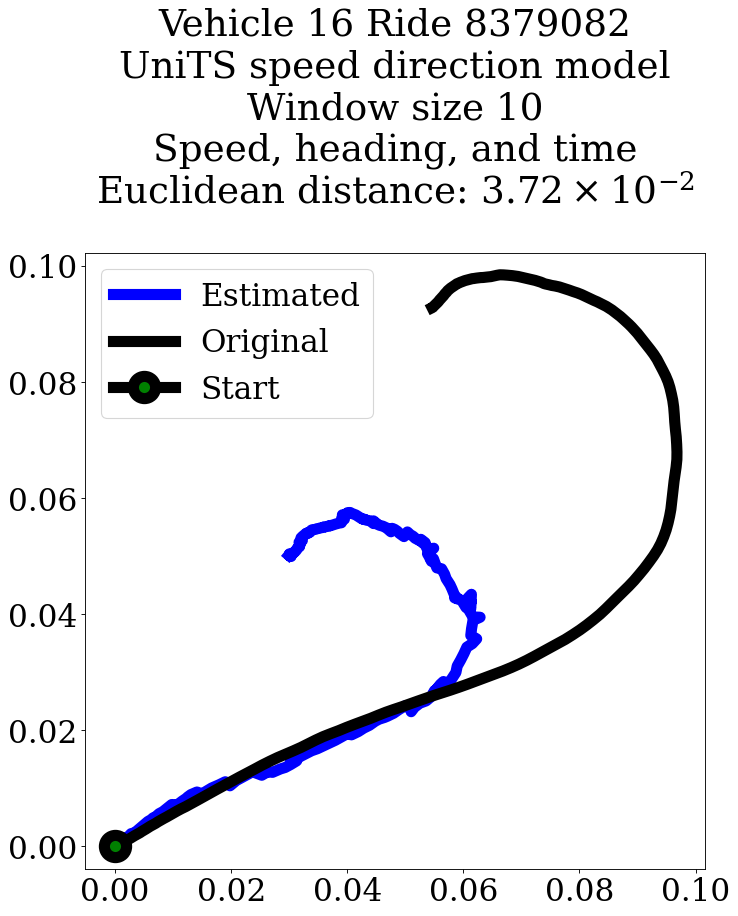 Vehicle 16 Ride 8379082
UniTS speed direction model
Window size 10
Speed, heading, and time
Euclidean distance: 3.72 × 10⁻²
0.10
0.08
0.06
0.04
0.02
0.00
Estimated
Original
Start
0.00 0.02 0.04 0.06 0.08 0.10